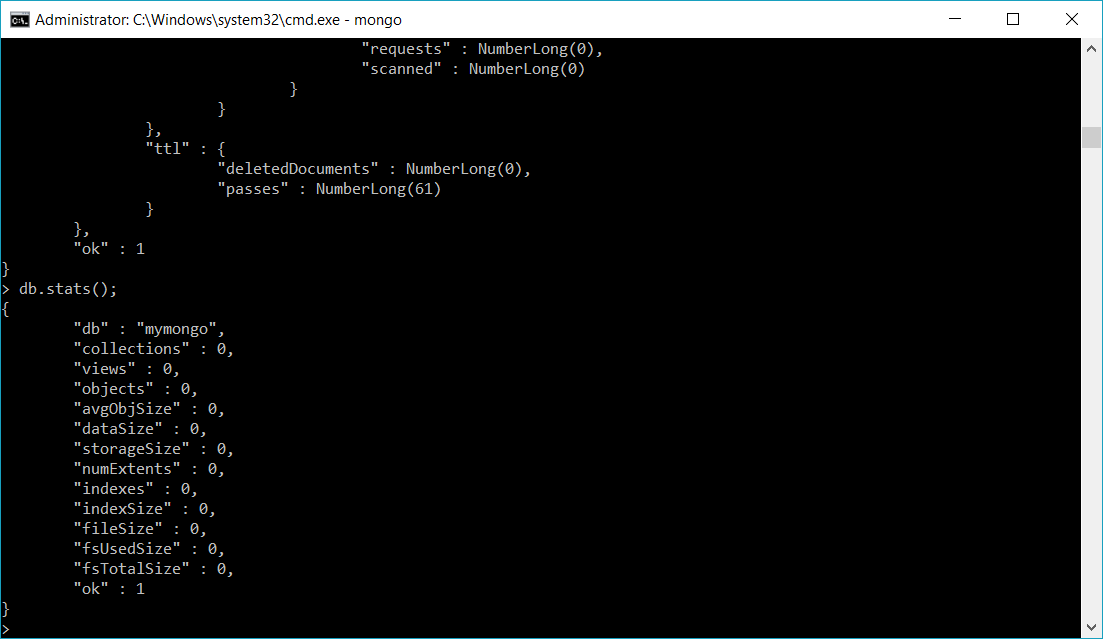 Administrator: C:\Windows\system32\cmd.exe - mongo
"requests" : NumberLong(0),
"scanned" : NumberLong(0)
}
}
},
"ttl" : {
"deletedDocuments" : NumberLong(0),
"passes" : NumberLong(61)
}
},
"ok" : 1
}
> db.stats();
{
"db" : "mymongo",
"collections" : 0,
"views" : 0,
"objects" : 0,
"avgObjSize" : 0,
"dataSize" : 0,
"storageSize" : 0,
"numExtents" : 0,
"indexes" : 0,
"indexSize" : 0,
"fileSize" : 0,
"fsUsedSize" : 0,
"fsTotalSize" : 0,
"ok" : 1
}
>